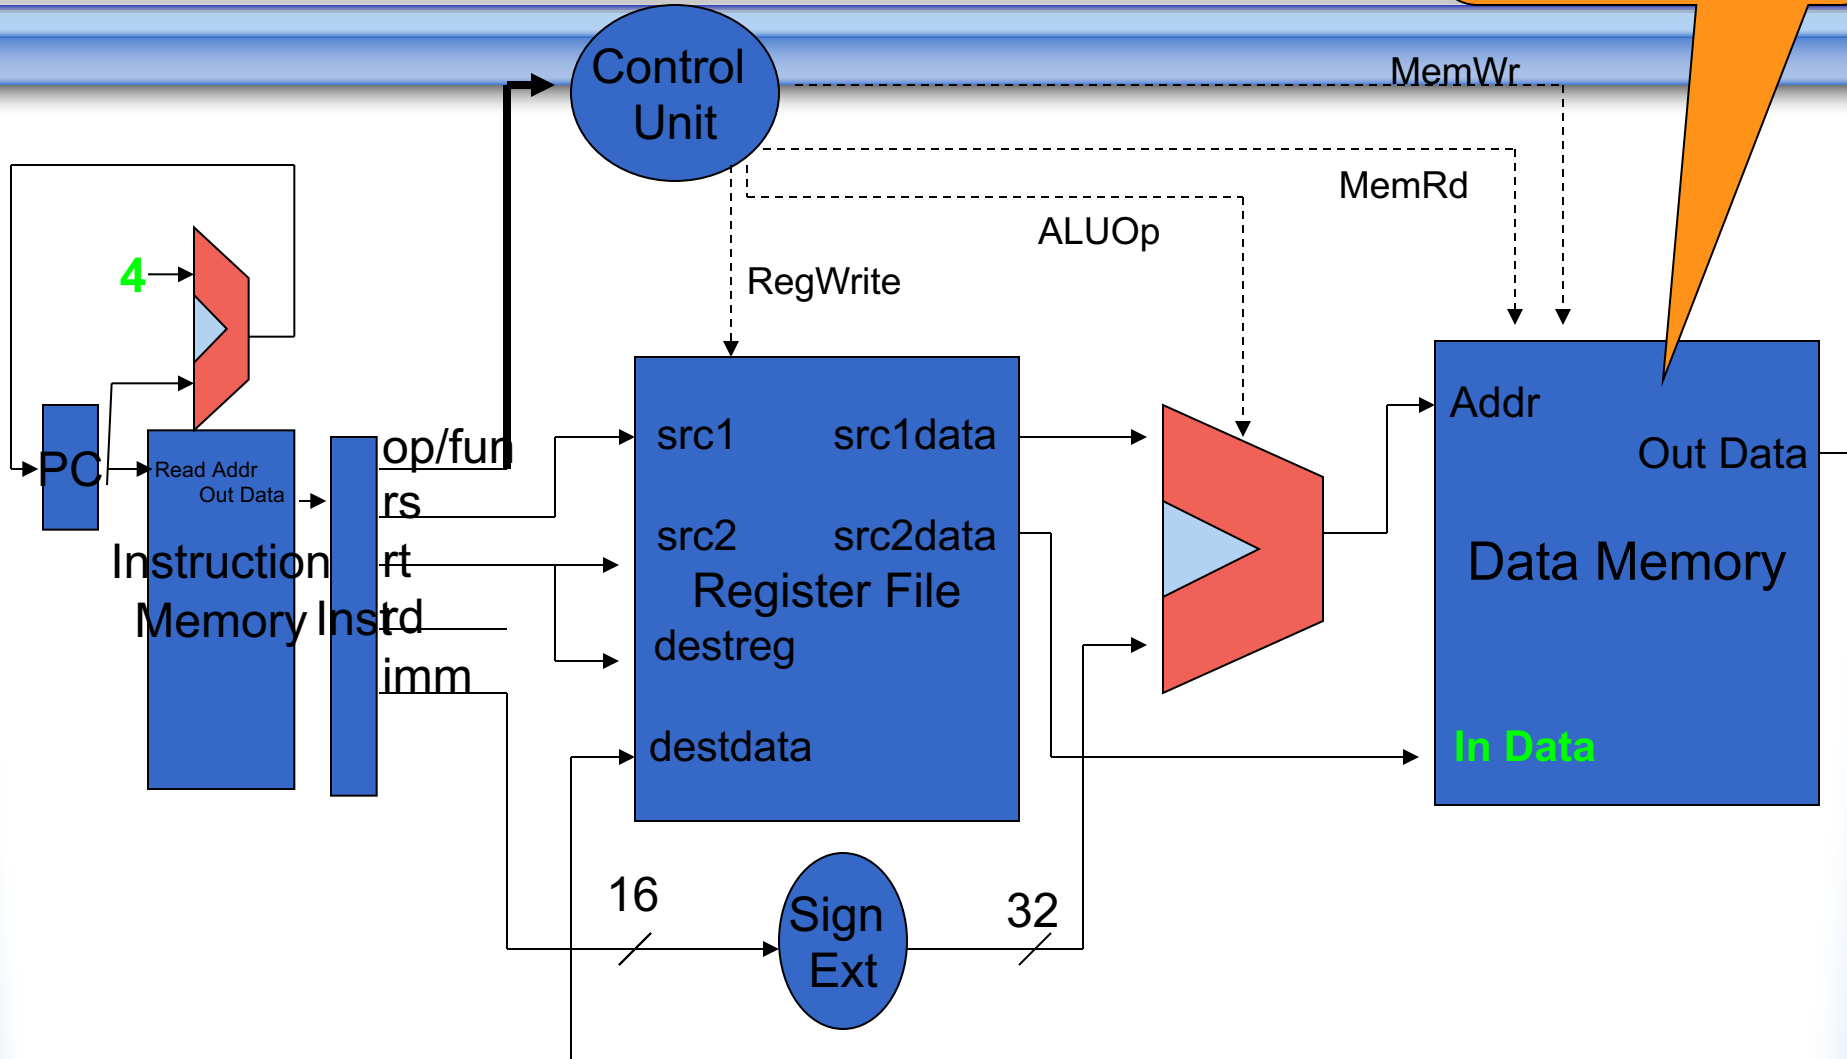 Control
Unit
MemWr
MemRd
ALUOp
RegWrite
4
PC
Read Addr
Out Data
Instruction
Memory
Instr
op/fun
rs
rt
rd
imm
src1
src1data
src2
src2data
Register File
destreg
destdata
Addr
Out Data
Data Memory
In Data
16
Sign
Ext
32